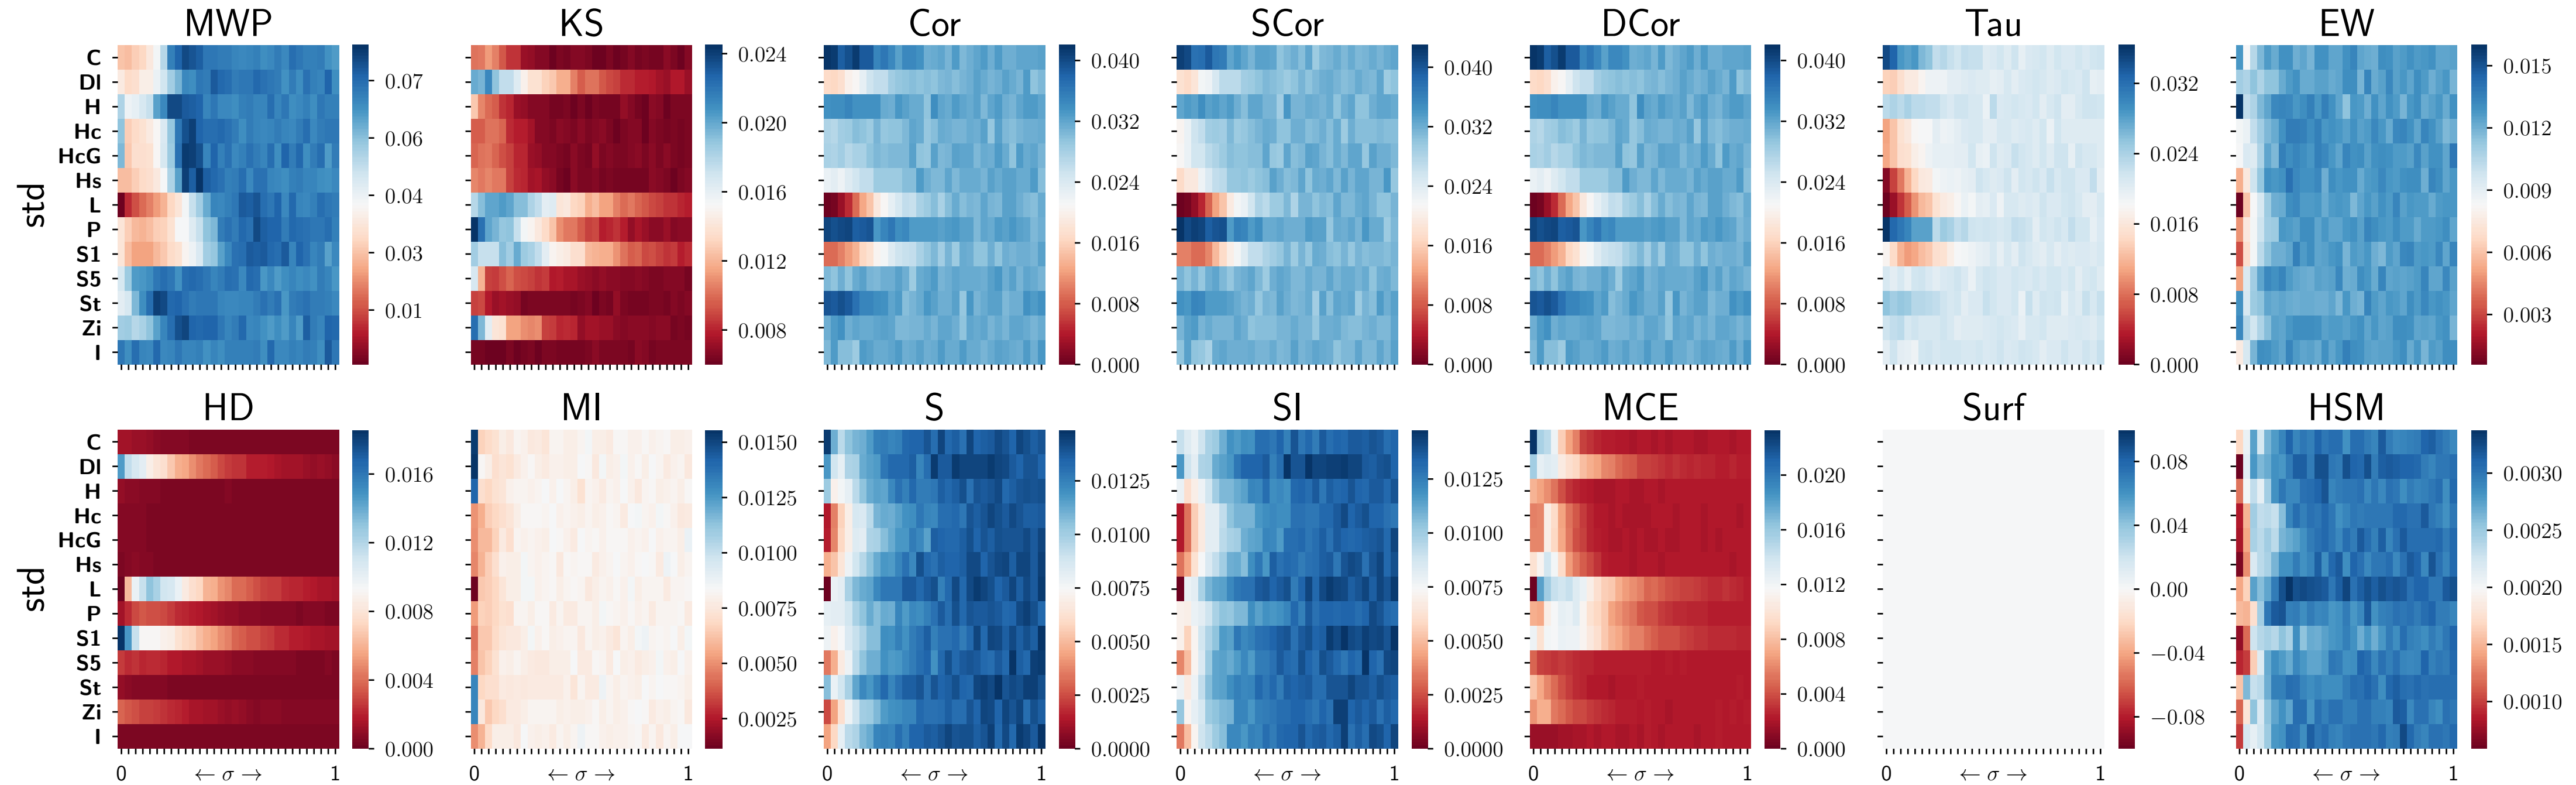 MWP KS Cor SCor DCor Tau EW
std
C
Dl
H
Hc
HcG
Hs
L
P
S1
S5
St
Zi
I
0.07
0.06
0.04
0.03
0.01
0.024
0.020
0.016
0.012
0.008
0.040
0.032
0.024
0.016
0.008
0.000
0.040
0.032
0.024
0.016
0.008
0.000
0.040
0.032
0.024
0.016
0.008
0.000
0.032
0.024
0.016
0.008
0.000
0.015
0.012
0.009
0.006
0.003
HD MI S SI MCE Surf HSM
std
C
Dl
H
Hc
HcG
Hs
L
P
S1
S5
St
Zi
I
0.016
0.012
0.008
0.004
0.000
0.0150
0.0125
0.0100
0.0075
0.0050
0.0025
0.0125
0.0100
0.0075
0.0050
0.0025
0.0000
0.0125
0.0100
0.0075
0.0050
0.0025
0.0000
0.020
0.016
0.012
0.008
0.004
0.000
0.08
0.04
0.00
−0.04
−0.08
0.0030
0.0025
0.0020
0.0015
0.0010
0 ← σ → 1
0 ← σ → 1
0 ← σ → 1
0 ← σ → 1
0 ← σ → 1
0 ← σ → 1
0 ← σ → 1